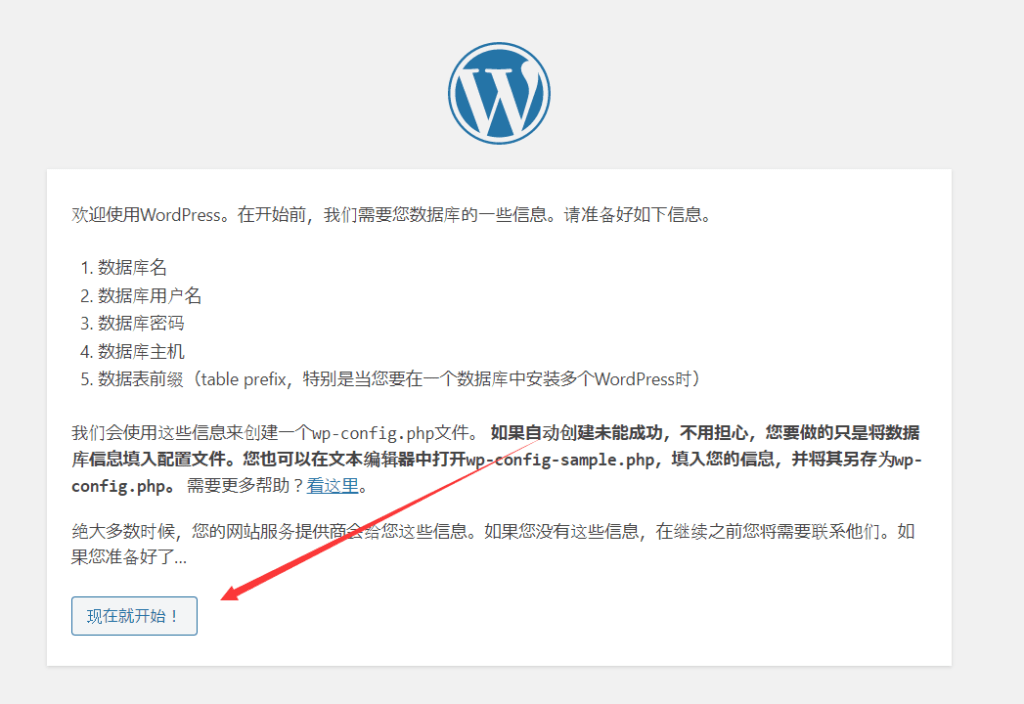 欢迎使用WordPress。在开始前，我们需要您数据库的一些信息。请准备好如下信息。
1. 数据库名
2. 数据库用户名
3. 数据库密码
4. 数据库主机
5. 数据表前缀（table prefix，特别是当您要在一个数据库中安装多个WordPress时）
我们会使用这些信息来创建一个wp-config.php文件。 如果自动创建未能成功，不用担心，您要做的只是将数据
库信息填入配置文件。您也可以在文本编辑器中打开wp-config-sample.php，填入您的信息，并将其另存为wp-
config.php。 需要更多帮助？看这里。
绝大多数时候，您的网站服务提供商会给您这些信息。如果您没有这些信息，在继续之前您将需要联系他们。如
果您准备好了…
现在就开始！